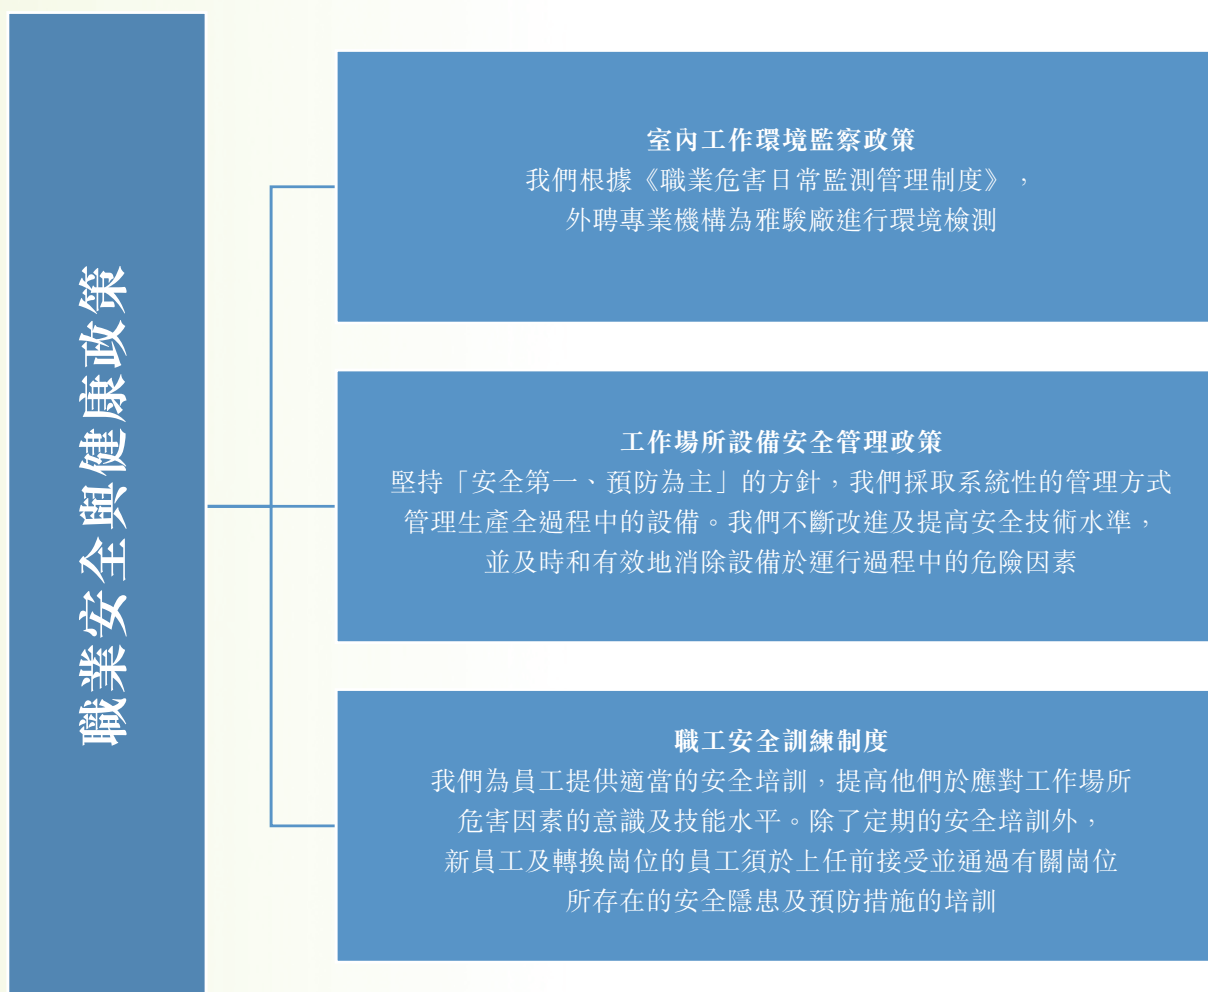 職業安全與健康政策
室內工作環境監察政策
我們根據《職業危害日常監測管理制度》，
外聘專業機構為雅駿廠進行環境檢測
工作場所設備安全管理政策
堅持「安全第一、預防為主」的方針，我們採取系統性的管理方式
管理生產全過程中的設備。我們不斷改進及提高安全技術水準，
並及時和有效地消除設備於運行過程中的危險因素
職工安全訓練制度
我們為員工提供適當的安全培訓，提高他們於應對工作場所
危害因素的意識及技能水平。除了定期的安全培訓外，
新員工及轉換崗位的員工須於上任前接受並通過有關崗位
所存在的安全隱患及預防措施的培訓